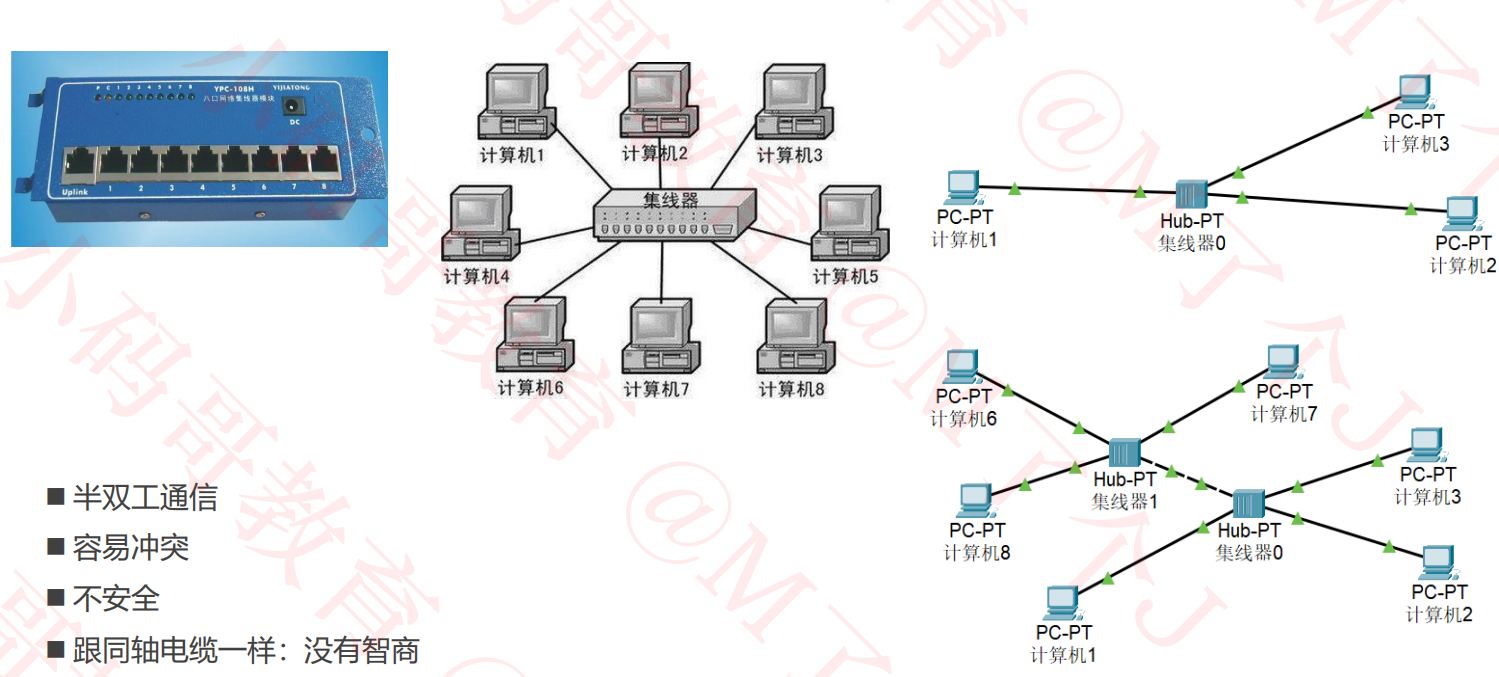 P C 1 2 3 4 5 6 7 8
YPC-108H
YIJIATONG
八口网络集线器模块
DC
Uplink 1 2 3 4 5 6 7 8
计算机1
计算机2
计算机3
集线器
计算机4
计算机5
计算机6
计算机7
计算机8
PC-PT
计算机3
PC-PT
计算机1
Hub-PT
集线器0
PC-PT
计算机2
PC-PT
计算机6
PC-PT
计算机7
Hub-PT
集线器1
PC-PT
计算机3
PC-PT
计算机8
Hub-PT
集线器0
PC-PT
计算机2
PC-PT
计算机1
■ 半双工通信
■ 容易冲突
■ 不安全
■ 跟同轴电缆一样：没有智商
小码哥教育 @M了个J